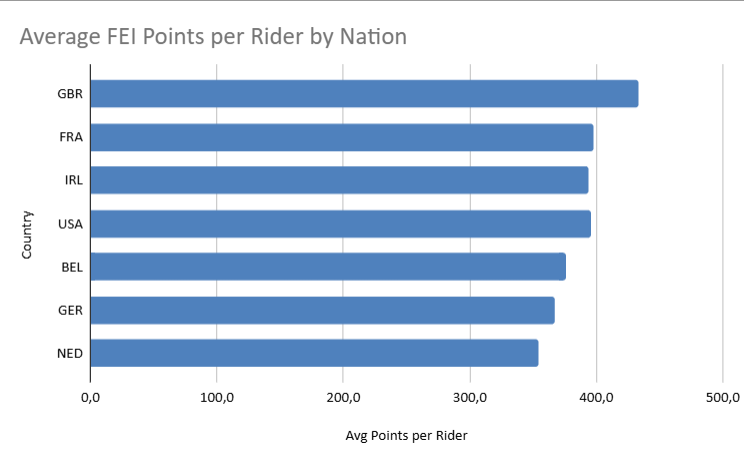 Average FEI Points per Rider by Nation
GBR
FRA
IRL
USA
BEL
GER
NED
Country
0,0 100,0 200,0 300,0 400,0 500,0
Avg Points per Rider